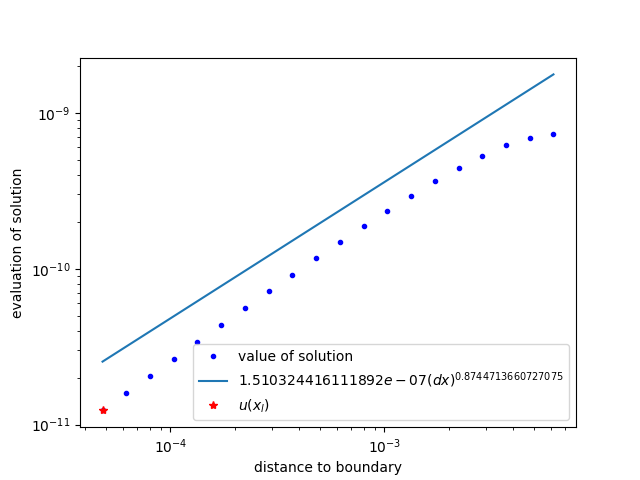 evaluation of solution
10⁻⁹
10⁻¹⁰
10⁻¹¹
value of solution
1.510324416111892e − 07(dx)^0.8744713660727075
u(x_l)
10⁻⁴
10⁻³
distance to boundary